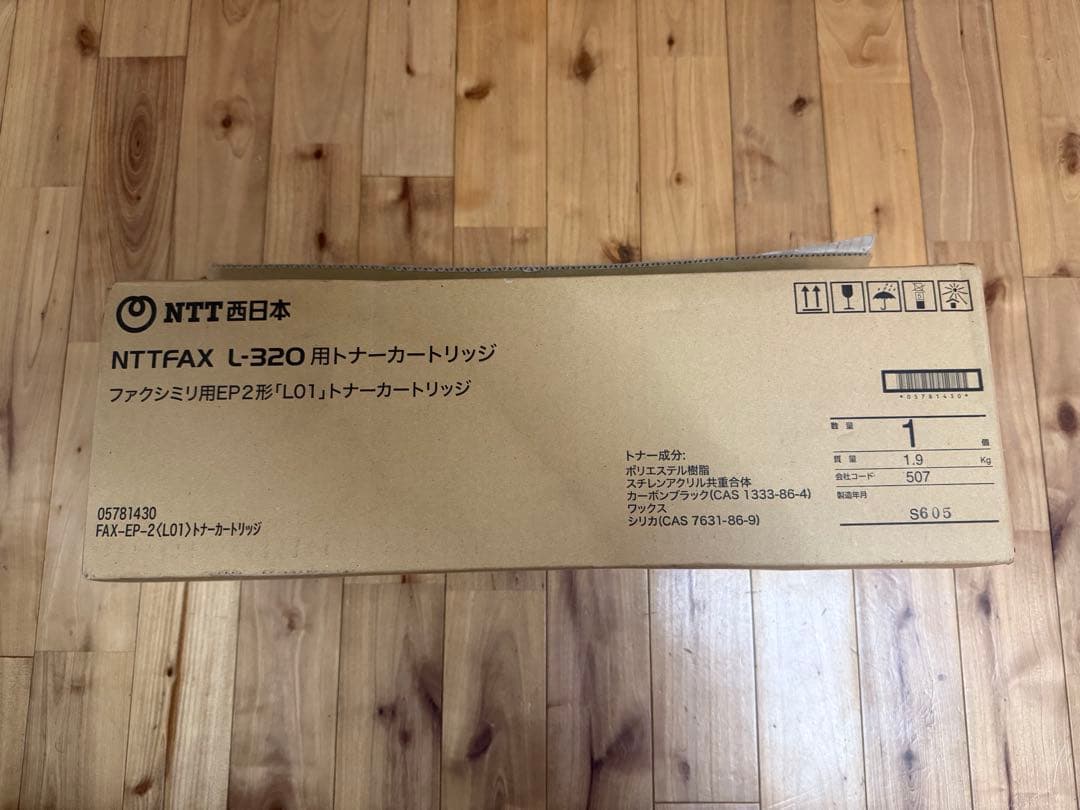 NTT西日本
NTTFAX L-320用トナーカートリッジ
ファクシミリ用EP2形「L01」トナーカートリッジ
*05781430*
数量 1 個
質量 1.9 Kg
会社コード 507
製造年月 S605
トナー成分:
ポリエステル樹脂
スチレンアクリル共重合体
カーボンブラック(CAS 1333-86-4)
ワックス
シリカ(CAS 7631-86-9)
05781430
FAX-EP-2〈L01〉トナーカートリッジ